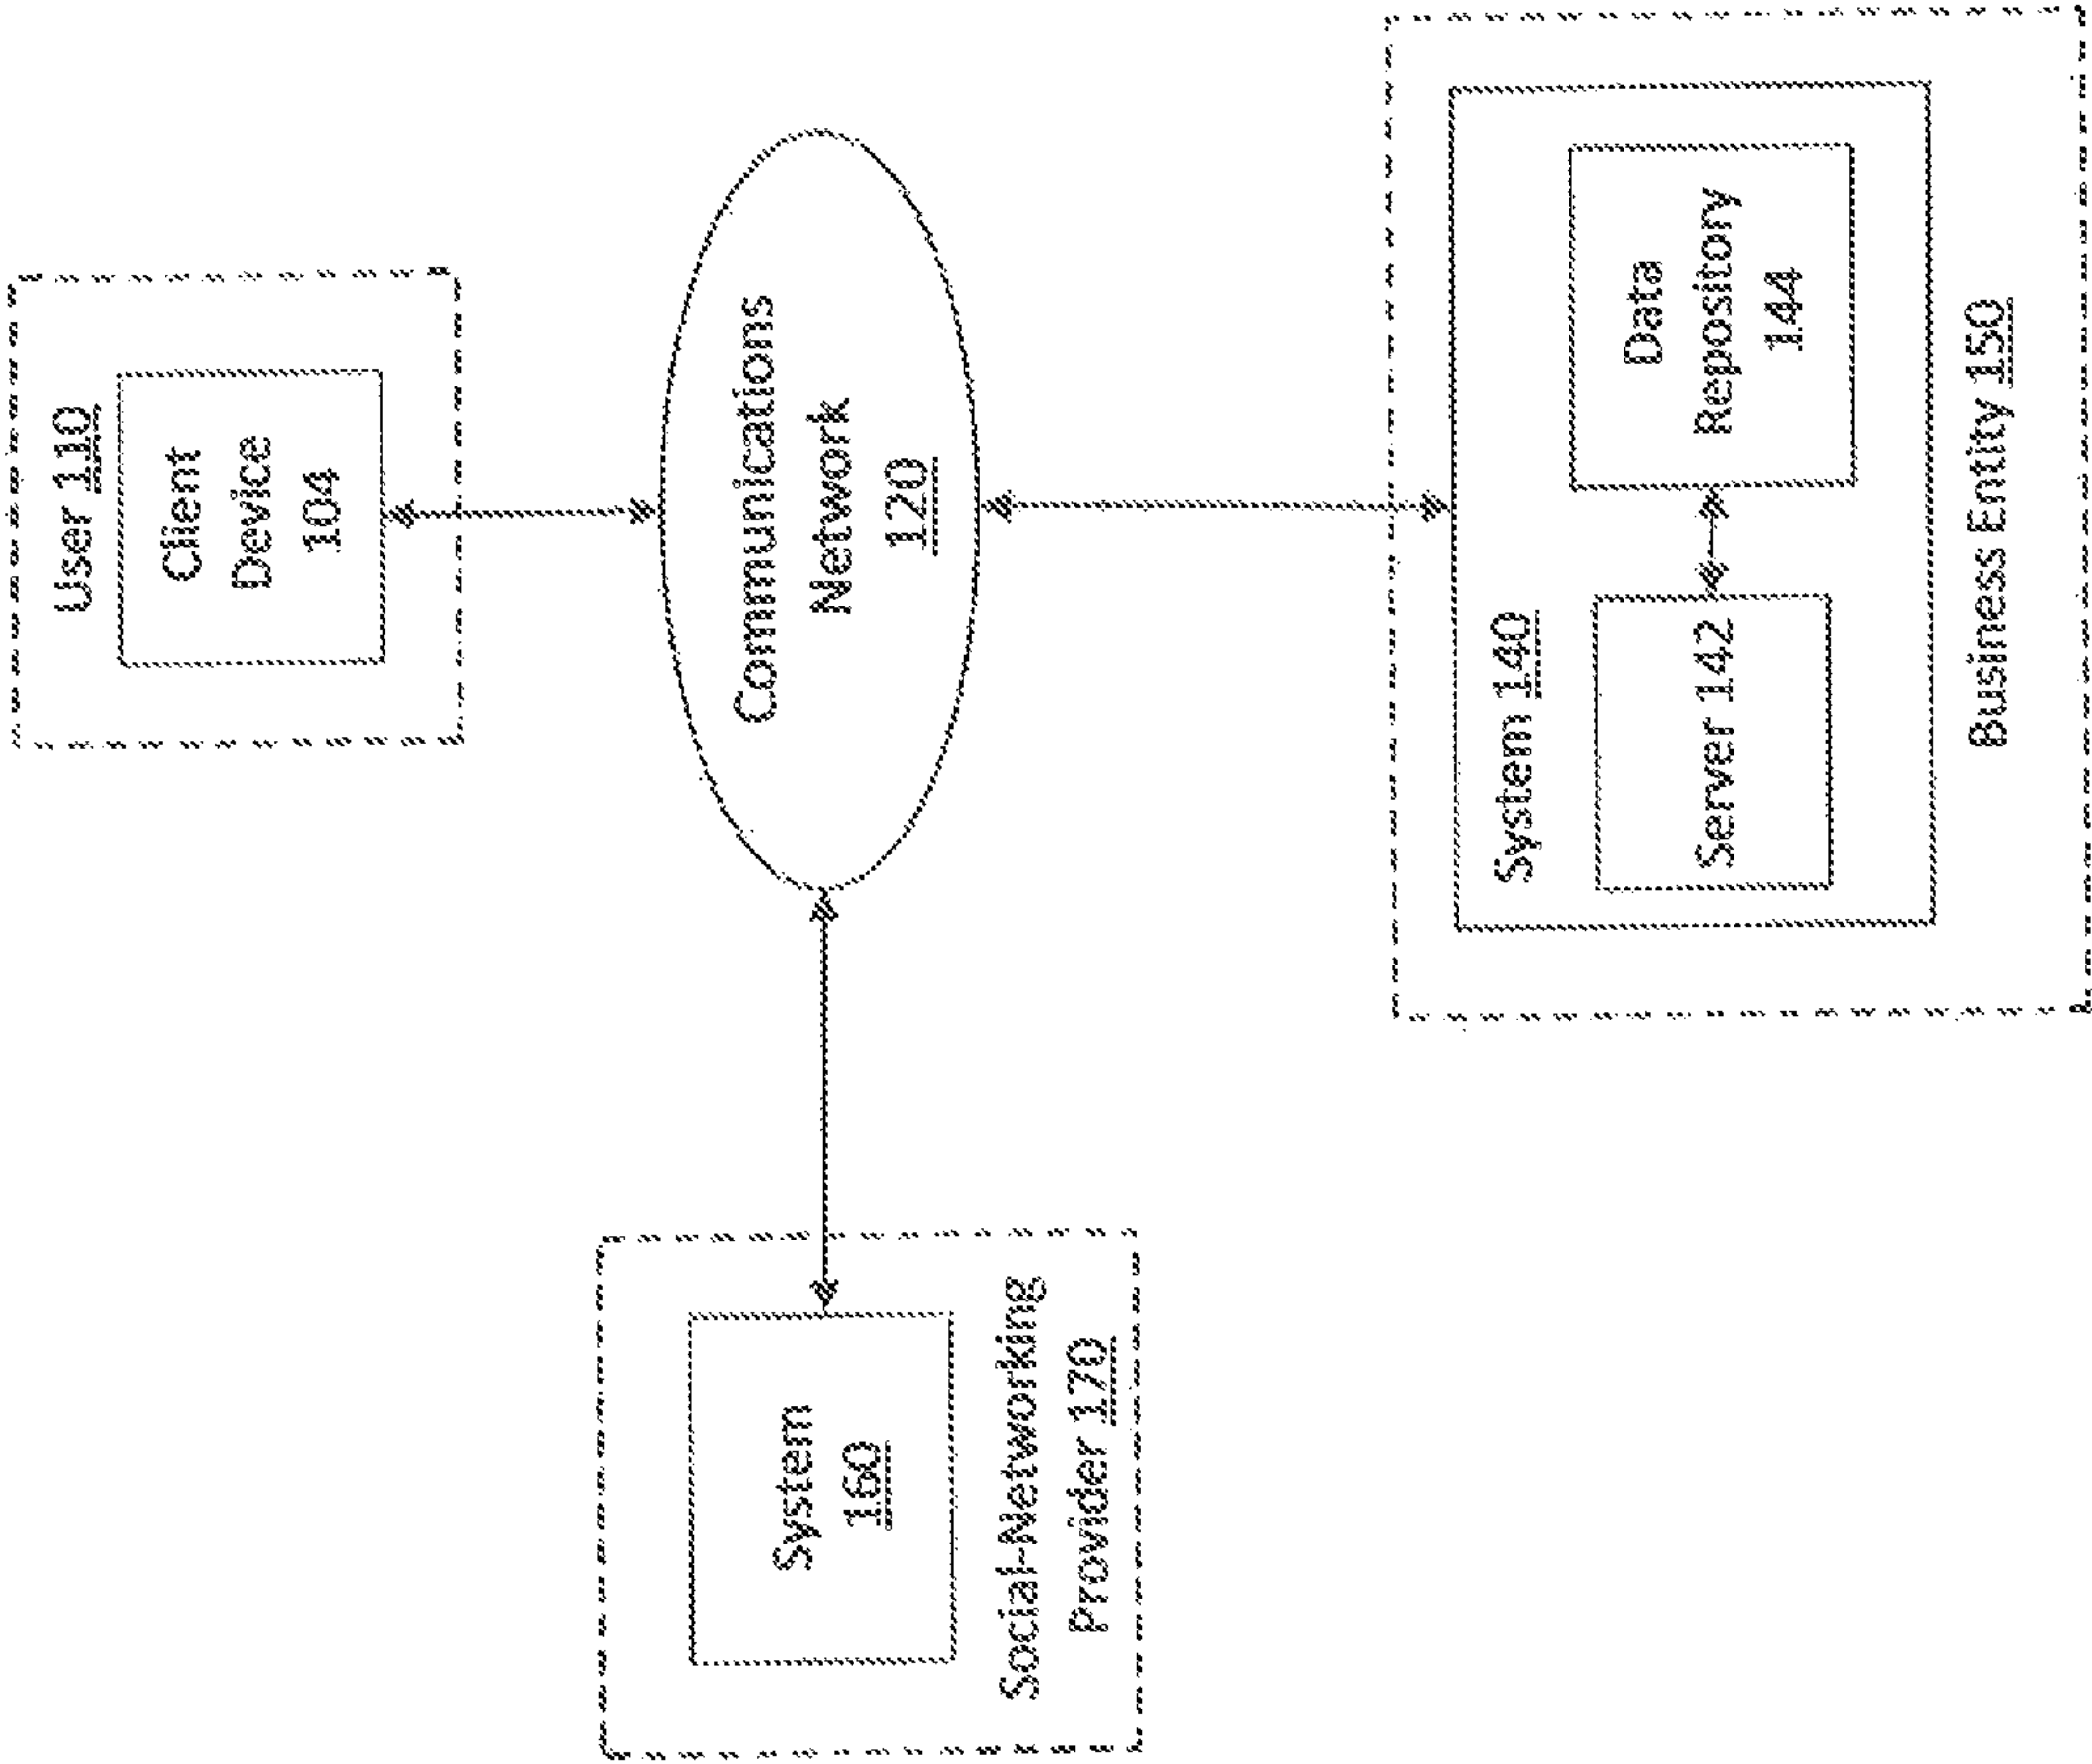 User 110
Client
Device
104
Communications
Network
120
System
160
Social-Networking
Provider 170
System 140
Server 142
Data
Repository
144
Business Entity 150